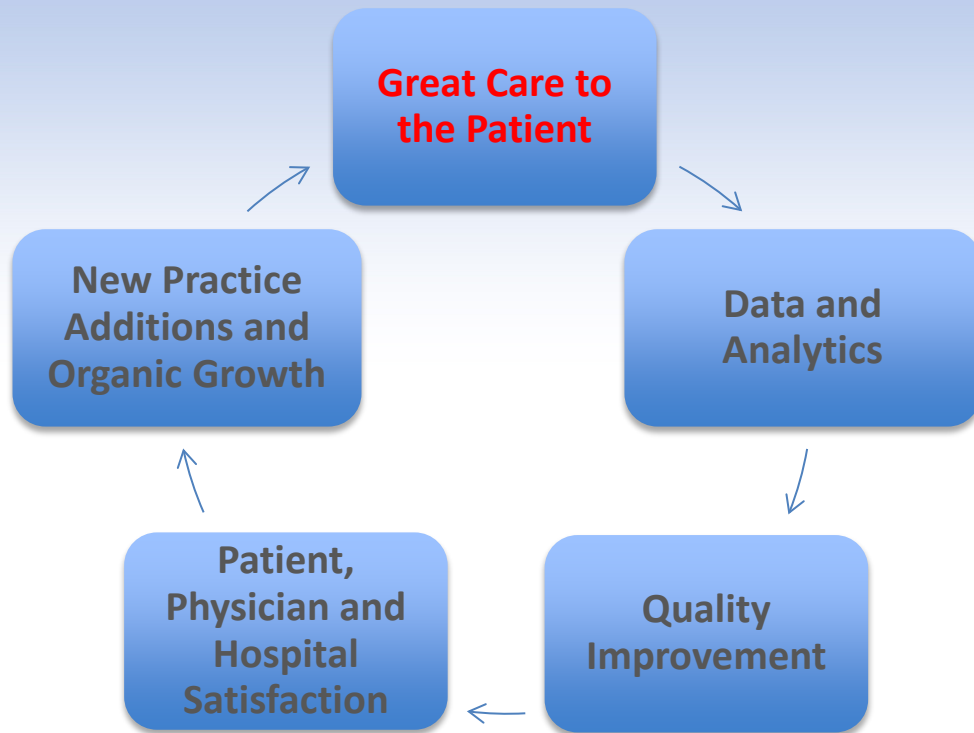 Great Care to
the Patient
Data and
Analytics
Quality
Improvement
Patient,
Physician and
Hospital
Satisfaction
New Practice
Additions and
Organic Growth